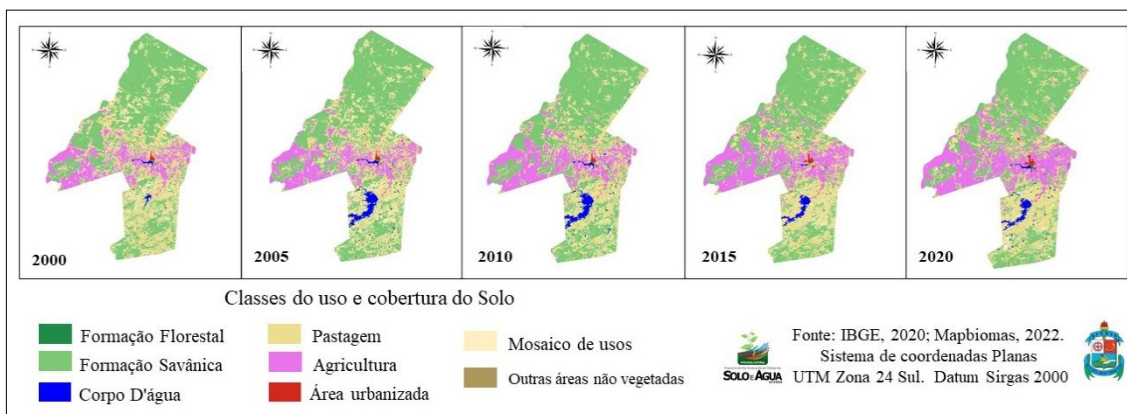 2000
2005
2010
2015
2020
Classes do uso e cobertura do Solo
Formação Florestal
Formação Savânica
Corpo D'água
Pastagem
Agricultura
Área urbanizada
Mosaico de usos
Outras áreas não vegetadas
SOLO E ÁGUA
Fonte: IBGE, 2020; Mapbiomas, 2022.
Sistema de coordenadas Planas
UTM Zona 24 Sul. Datum Sirgas 2000